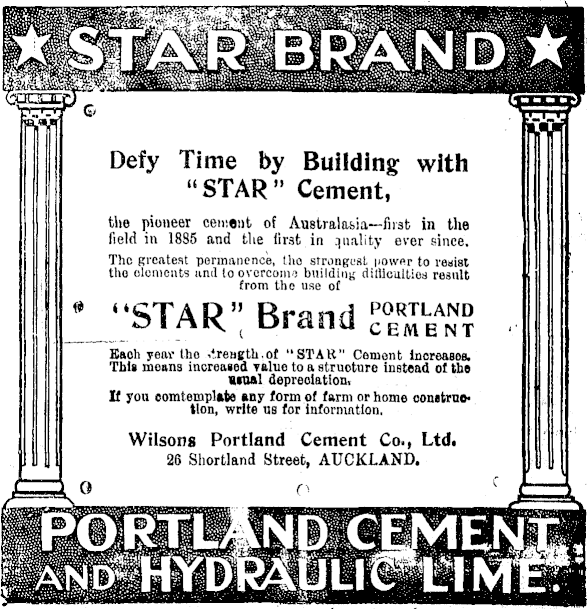 STAR BRAND
Defy Time by Building with
"STAR" Cement,
the pioneer cement of Australasia—first in the
field in 1885 and the first in quality ever since.
The greatest permanence, the strongest power to resist
the elements and to overcome building difficulties result
from the use of
"STAR" Brand PORTLAND
CEMENT
Each year the strength of "STAR" Cement increases.
This means increased value to a structure instead of the
usual depreciation.
If you comtemplate any form of farm or home construc-
tion, write us for information.
Wilsons Portland Cement Co., Ltd.
26 Shortland Street, AUCKLAND.
PORTLAND CEMENT
AND HYDRAULIC LIME.